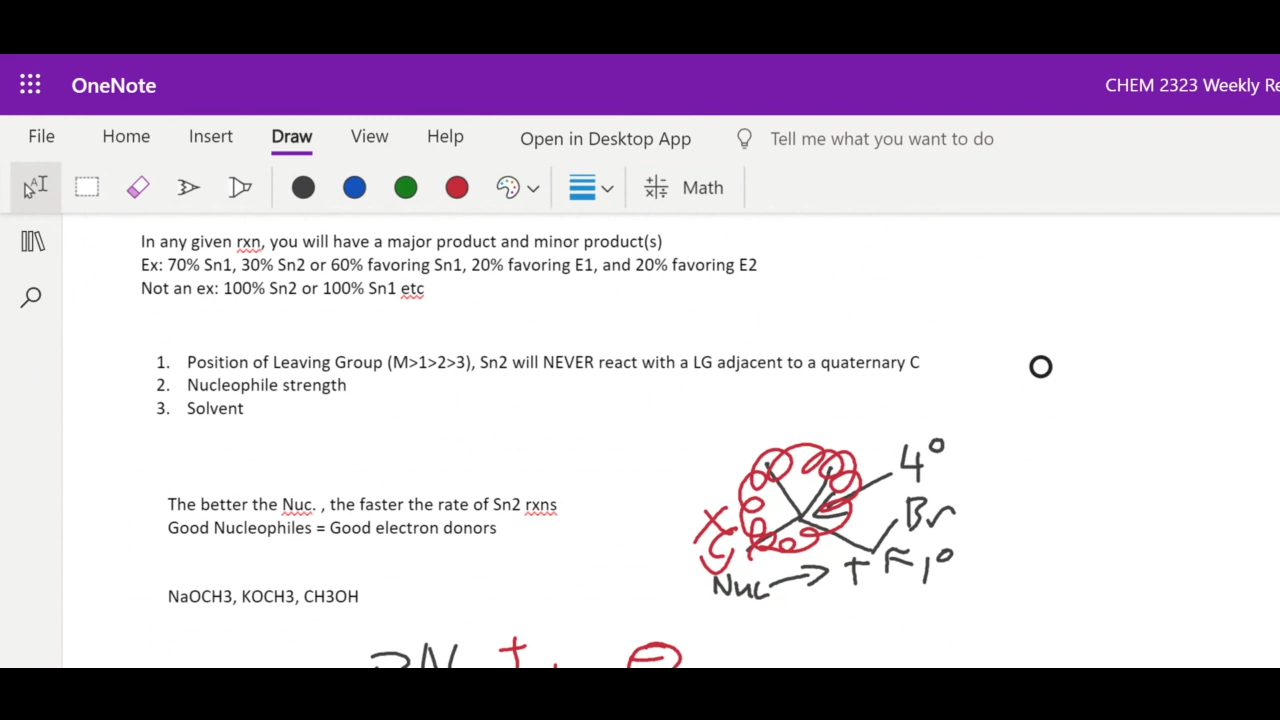 OneNote
CHEM 2323 Weekly Re
File Home Insert Draw View Help Open in Desktop App Tell me what you want to do
Math
In any given rxn, you will have a major product and minor product(s)
Ex: 70% Sn1, 30% Sn2 or 60% favoring Sn1, 20% favoring E1, and 20% favoring E2
Not an ex: 100% Sn2 or 100% Sn1 etc
1. Position of Leaving Group (M>1>2>3), Sn2 will NEVER react with a LG adjacent to a quaternary C
2. Nucleophile strength
3. Solvent
4°
The better the Nuc. , the faster the rate of Sn2 rxns
Br
Good Nucleophiles = Good electron donors
1°
Nuc
NaOCH3, KOCH3, CH3OH